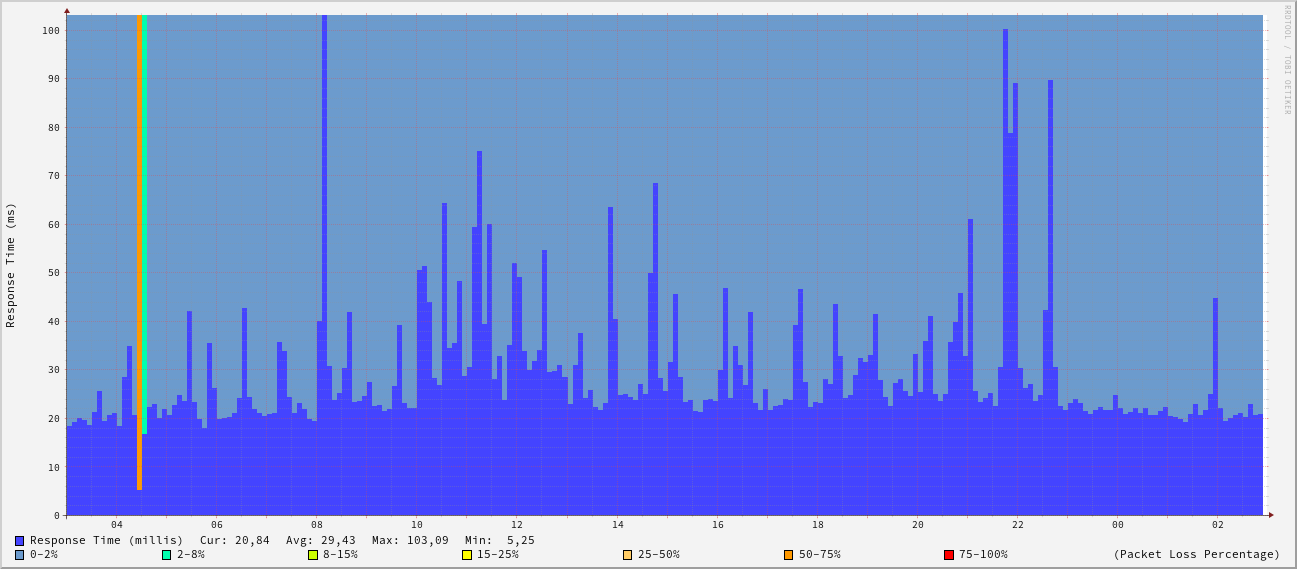 RRDTOOL / TOBI OETIKER
Response Time (ms)
100
90
80
70
60
50
40
30
20
10
0
04 06 08 10 12 14 16 18 20 22 00 02
Response Time (millis) Cur: 20,84 Avg: 29,43 Max: 103,09 Min: 5,25
0-2% 2-8% 8-15% 15-25% 25-50% 50-75% 75-100% (Packet Loss Percentage)